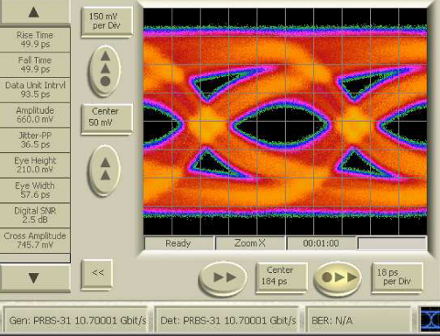 Rise Time
49.9 ps
Fall Time
49.9 ps
Data Unit Intrvl
93.5 ps
Amplitude
660.0 mV
Jitter-PP
36.5 ps
Eye Height
210.0 mV
Eye Width
57.6 ps
Digital SNR
2.5 dB
Cross Amplitude
745.7 mV
<<
150 mV
per Div
Center
50 mV
Ready
Zoom X
00:01:00
Center
184 ps
18 ps
per Div
Gen: PRBS-31 10.70001 Gbit/s
Det: PRBS-31 10.70001 Gbit/s
BER: N/A